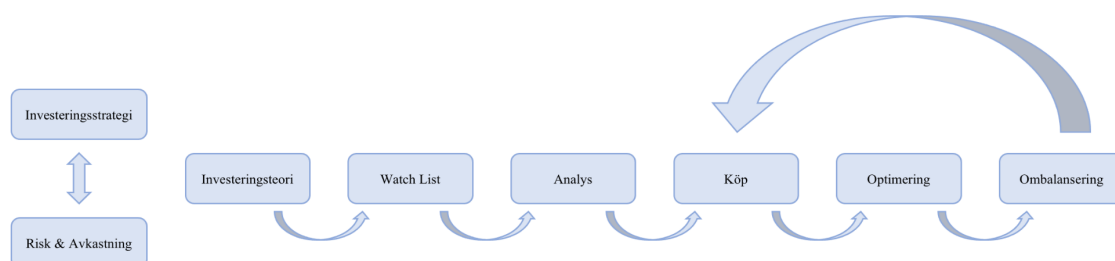 Investeringsstrategi
Risk & Avkastning
Investeringsteori
Watch List
Analys
Köp
Optimering
Ombalansering